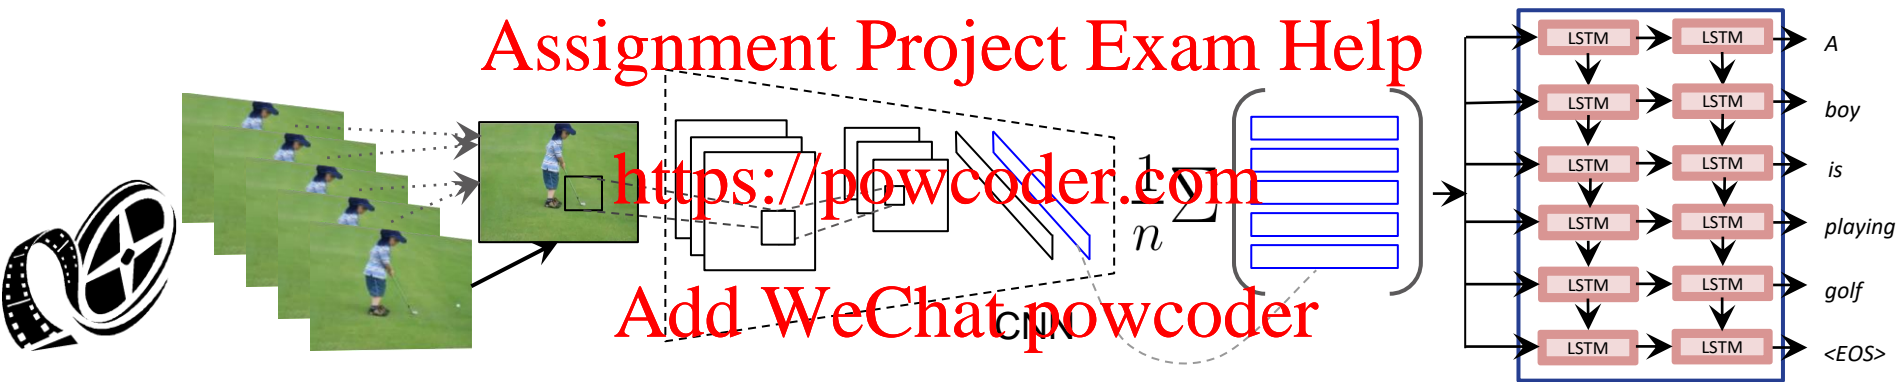 Assignment Project Exam Help
https://powcoder.com
Add WeChat powcoder
CNN
1
n
Σ
LSTM LSTM A
LSTM LSTM boy
LSTM LSTM is
LSTM LSTM playing
LSTM LSTM golf
LSTM LSTM <EOS>